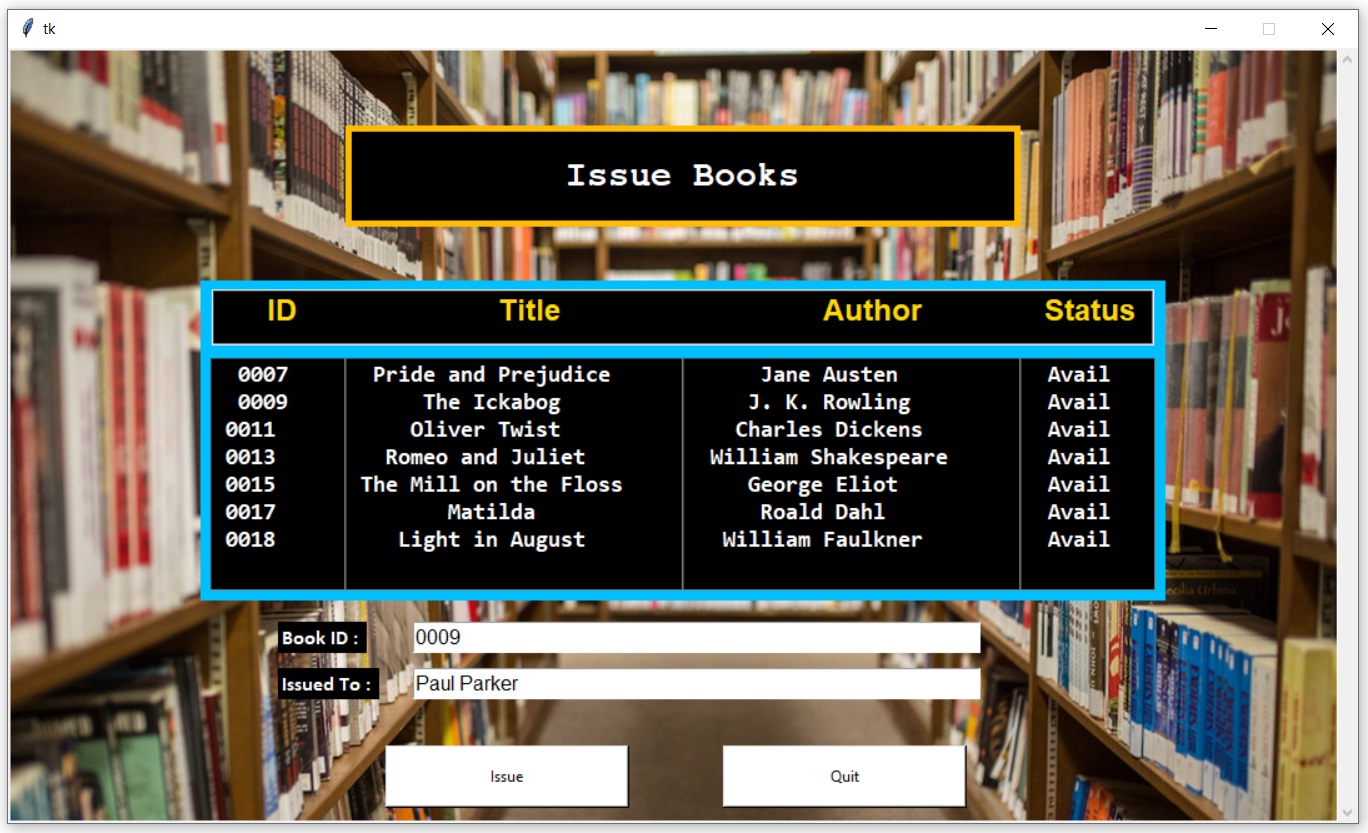 tk
Issue Books
ID Title Author Status
0007 Pride and Prejudice Jane Austen Avail
0009 The Ickabog J. K. Rowling Avail
0011 Oliver Twist Charles Dickens Avail
0013 Romeo and Juliet William Shakespeare Avail
0015 The Mill on the Floss George Eliot Avail
0017 Matilda Roald Dahl Avail
0018 Light in August William Faulkner Avail
Book ID : 0009
Issued To : Paul Parker
Issue Quit